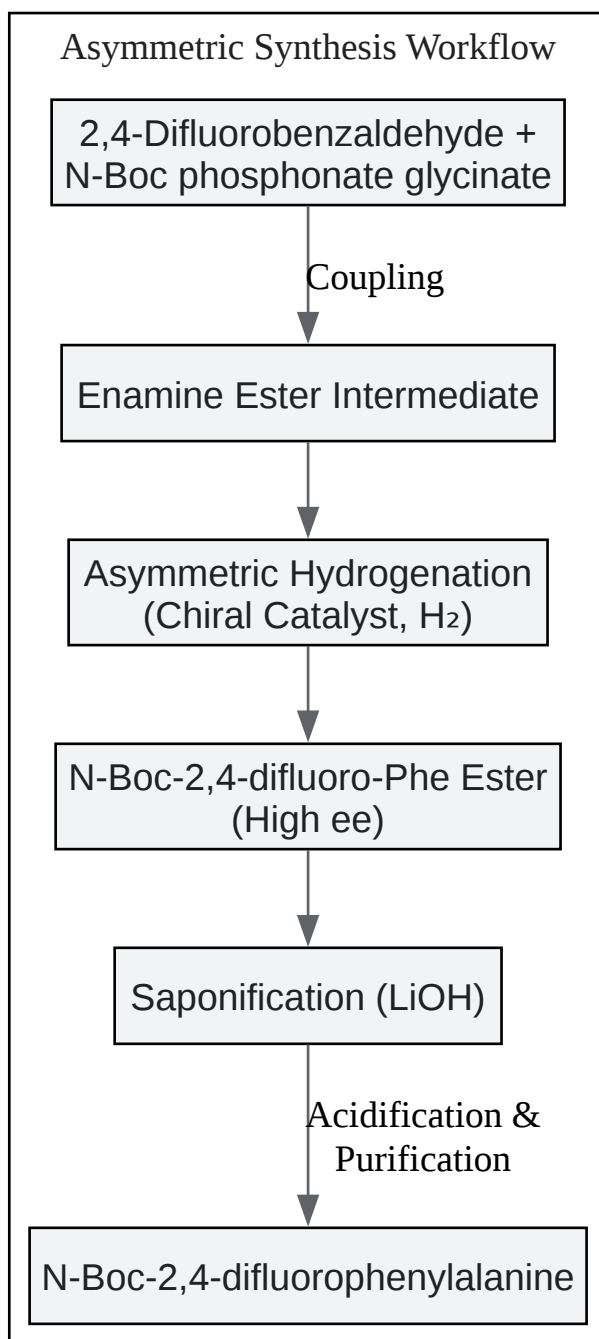 Asymmetric Synthesis Workflow
2,4-Difluorobenzaldehyde +
N-Boc phosphonate glycinate
Coupling
Enamine Ester Intermediate
Asymmetric Hydrogenation
(Chiral Catalyst, H₂)
N-Boc-2,4-difluoro-Phe Ester
(High ee)
Saponification (LiOH)
Acidification &
Purification
N-Boc-2,4-difluorophenylalanine